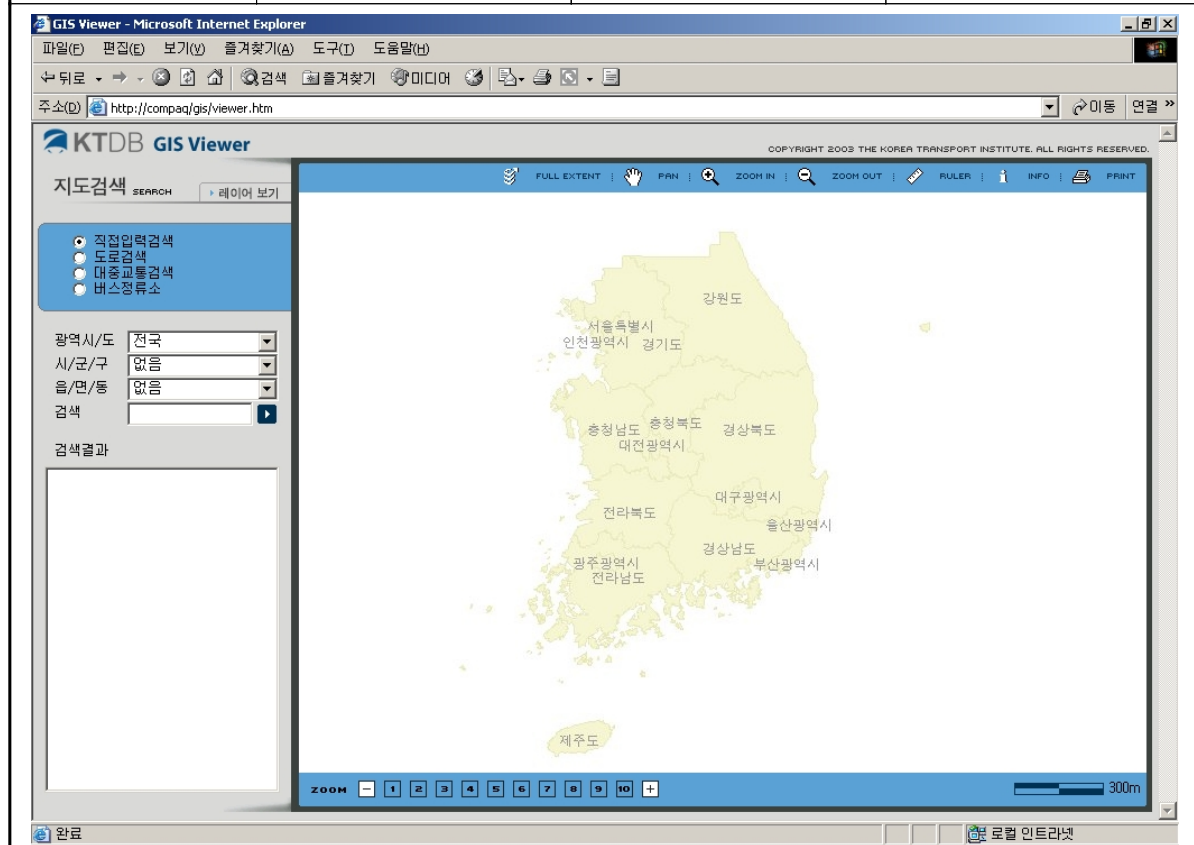 GIS Viewer - Microsoft Internet Explorer
파일(F) 편집(E) 보기(V) 즐겨찾기(A) 도구(T) 도움말(H)
뒤로 검색 즐겨찾기 미디어
주소(D) http://compaq/gis/viewer.htm 이동 연결 »
KTDB GIS Viewer
COPYRIGHT 2003 THE KOREA TRANSPORT INSTITUTE. ALL RIGHTS RESERVED.
지도검색 SEARCH 레이어 보기
FULL EXTENT | PAN | ZOOM IN | ZOOM OUT | RULER | INFO | PRINT
직접입력검색
도로검색
대중교통검색
버스정류소
광역시/도 전국
시/군/구 없음
읍/면/동 없음
검색
검색결과
강원도
서울특별시
인천광역시 경기도
충청남도 충청북도 경상북도
대전광역시
대구광역시
전라북도
울산광역시
경상남도
광주광역시 부산광역시
전라남도
제주도
ZOOM - 1 2 3 4 5 6 7 8 9 10 +
300m
완료 로컬 인트라넷